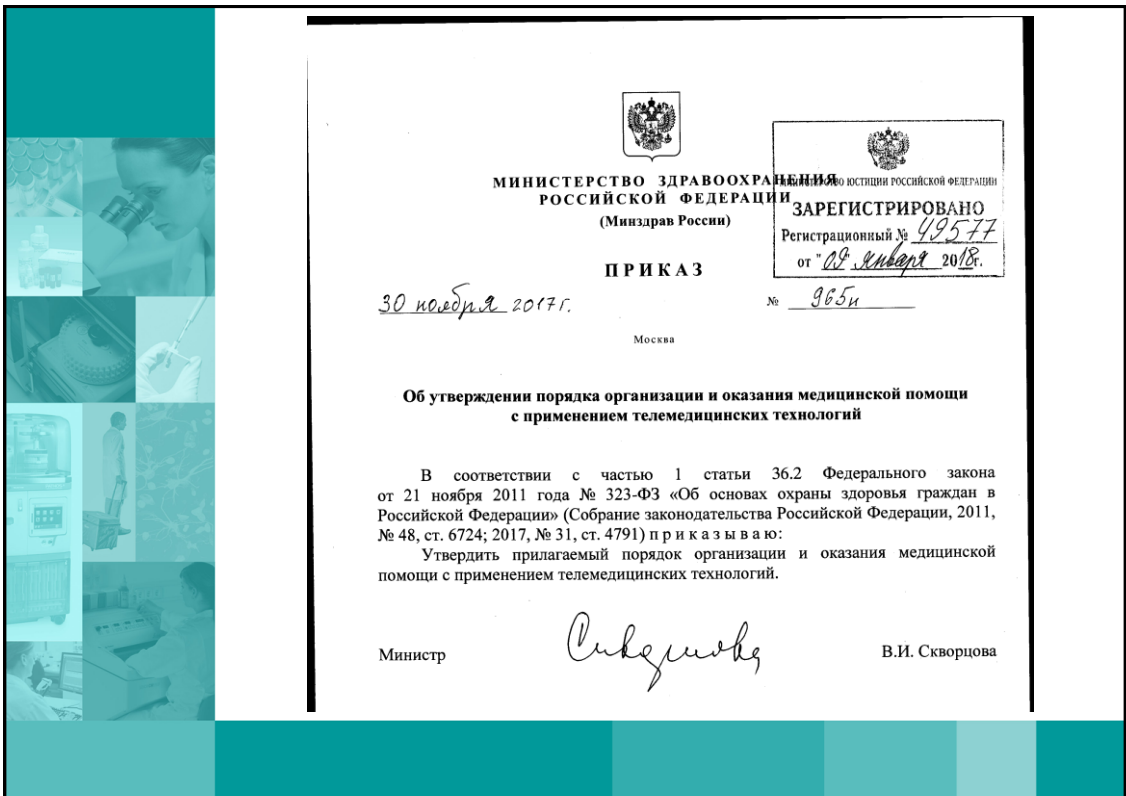 МИНИСТЕРСТВО ЗДРАВООХРАНЕНИЯ
РОССИЙСКОЙ ФЕДЕРАЦИИ
(Минздрав России)
МИНИСТЕРСТВО ЮСТИЦИИ РОССИЙСКОЙ ФЕДЕРАЦИИ
ЗАРЕГИСТРИРОВАНО
Регистрационный № 49577
от "09" января 2018г.
ПРИКАЗ
30 ноября 2017г.
№ 965н
Москва
Об утверждении порядка организации и оказания медицинской помощи
с применением телемедицинских технологий
В соответствии с частью 1 статьи 36.2 Федерального закона
от 21 ноября 2011 года № 323-ФЗ «Об основах охраны здоровья граждан в
Российской Федерации» (Собрание законодательства Российской Федерации, 2011,
№ 48, ст. 6724; 2017, № 31, ст. 4791) п р и к а з ы в а ю:
Утвердить прилагаемый порядок организации и оказания медицинской
помощи с применением телемедицинских технологий.
Министр
В.И. Скворцова